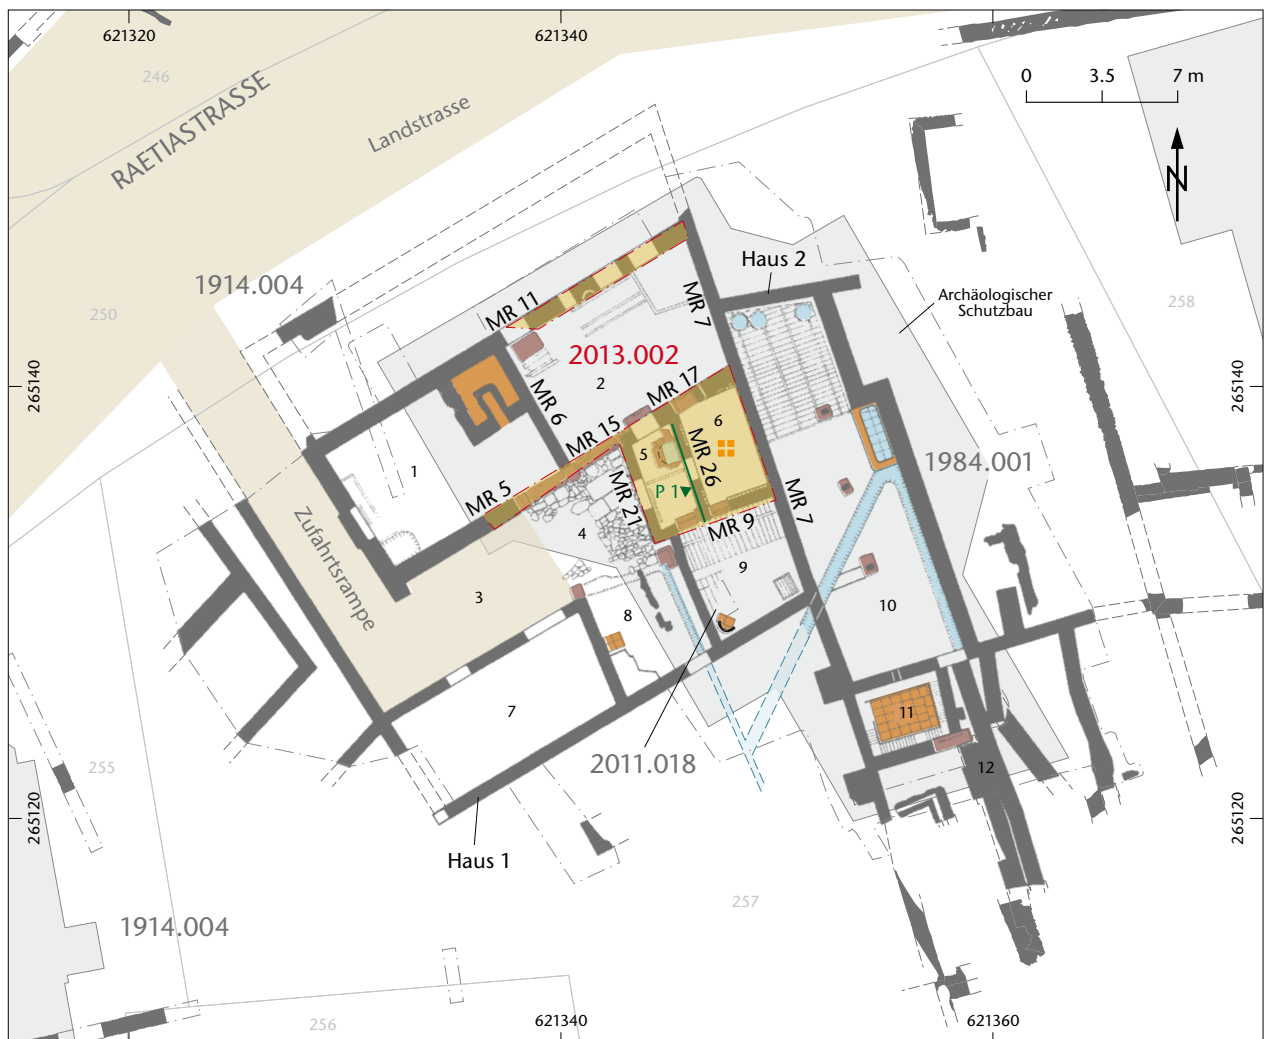 621320
621340
246
0 3.5 7 m
RAETIASTRASSE
Landstrasse
N
Haus 2
1914.004
MR 11
MR 7
Archäologischer
Schutzbau
258
250
2013.002
2
265140
265140
MR 17
MR 6
6
MR 15
5
MR 26
1
1984.001
MR 5
P 1
MR 21
MR 7
MR 9
4
Zufahrtsrampe
9
3
10
8
7
11
2011.018
255
12
265120
265120
Haus 1
257
1914.004
256
621340
621360